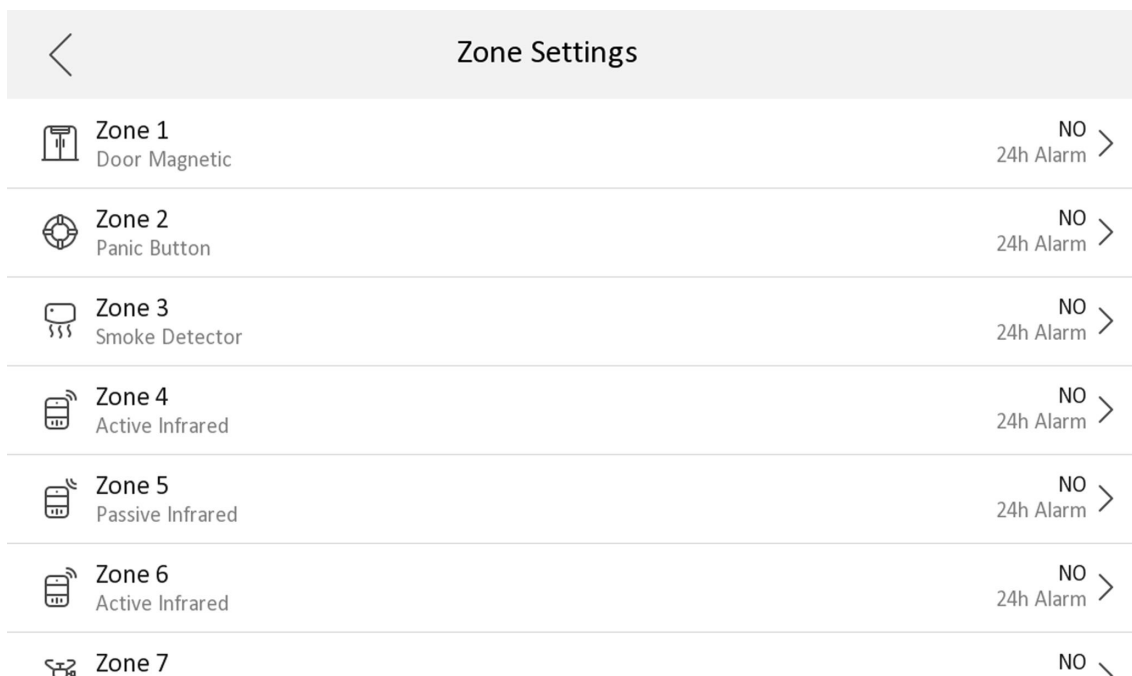 Zone Settings
Zone 1
NO
Door Magnetic
24h Alarm
Zone 2
NO
Panic Button
24h Alarm
Zone 3
NO
Smoke Detector
24h Alarm
Zone 4
NO
Active Infrared
24h Alarm
Zone 5
NO
Passive Infrared
24h Alarm
Zone 6
NO
Active Infrared
24h Alarm
Zone 7
NO